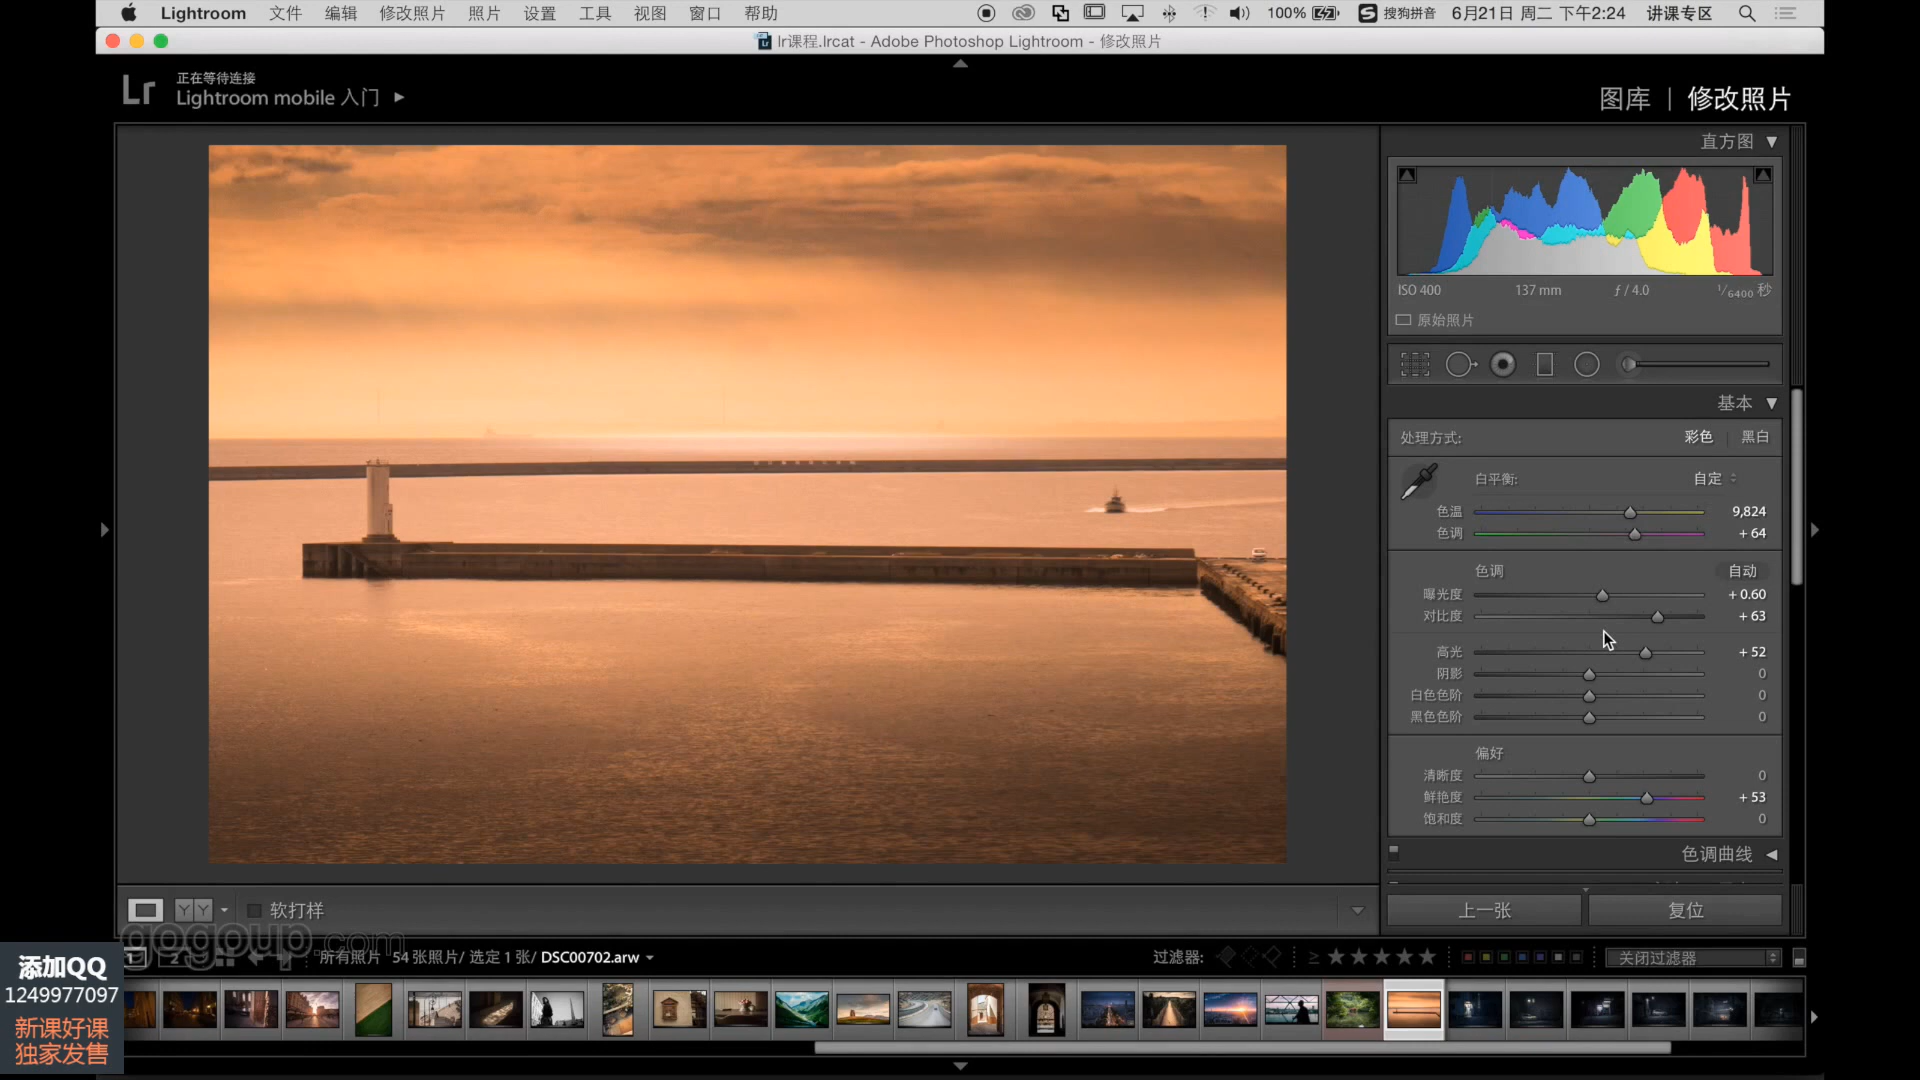 Lightroom 文件 编辑 修改照片 照片 设置 工具 视图 窗口 帮助 100% 搜狗拼音 6月21日 周二 下午2:24 讲课专区
lr课程.lrcat - Adobe Photoshop Lightroom - 修改照片
Lr
正在等待连接
Lightroom mobile 入门
图库 | 修改照片
直方图
ISO 400 137 mm ƒ / 4.0 1/6400 秒
原始照片
基本
处理方式: 彩色 黑白
白平衡: 自定
色温 9,824
色调 + 64
色调 自动
曝光度 + 0.60
对比度 + 63
高光 + 52
阴影 0
白色色阶 0
黑色色阶 0
偏好
清晰度 0
鲜艳度 + 53
饱和度 0
色调曲线
上一张 复位
YY 软打样
gogoup.com
1 2 所有照片 54 张照片/ 选定 1 张/ DSC00702.arw
过滤器: ≥ 关闭过滤器
添加QQ
1249977097
新课好课
独家发售